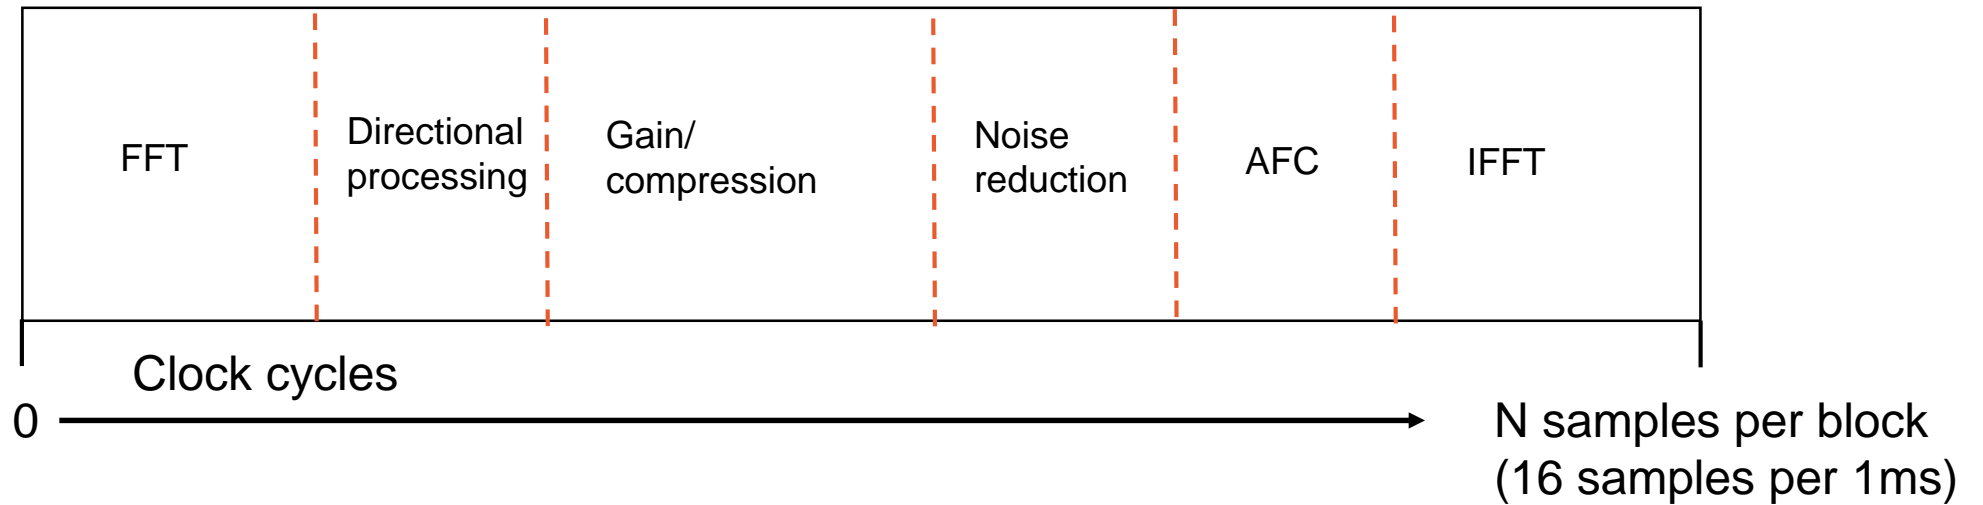 FFT
Directional
processing
Gain/
compression
Noise
reduction
AFC
IFFT
Clock cycles
0
N samples per block
(16 samples per 1ms)